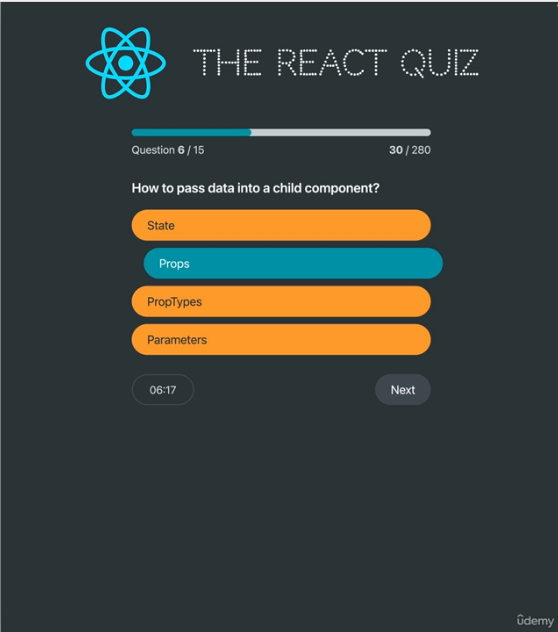 THE REACT QUIZ
Question 6 / 15
30 / 280
How to pass data into a child component?
State
Props
PropTypes
Parameters
06:17
Next
ûdemy